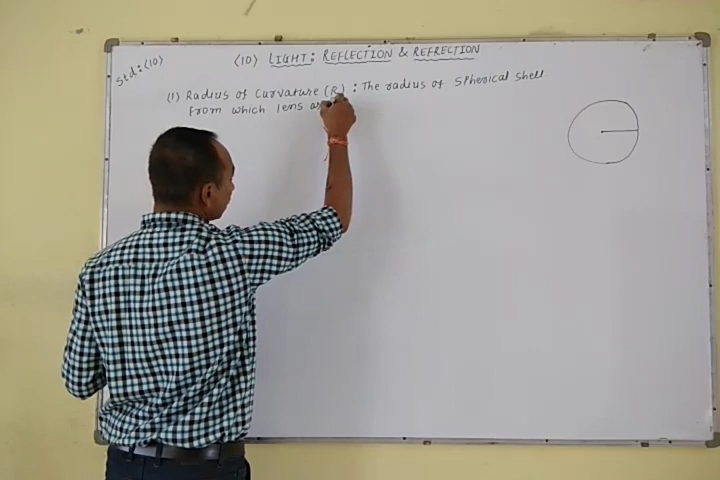 Std: (10)
(10) LIGHT: REFLECTION & REFRECTION
(1) Radius of Curvature (R) : The radius of Spherical shell
From which lens